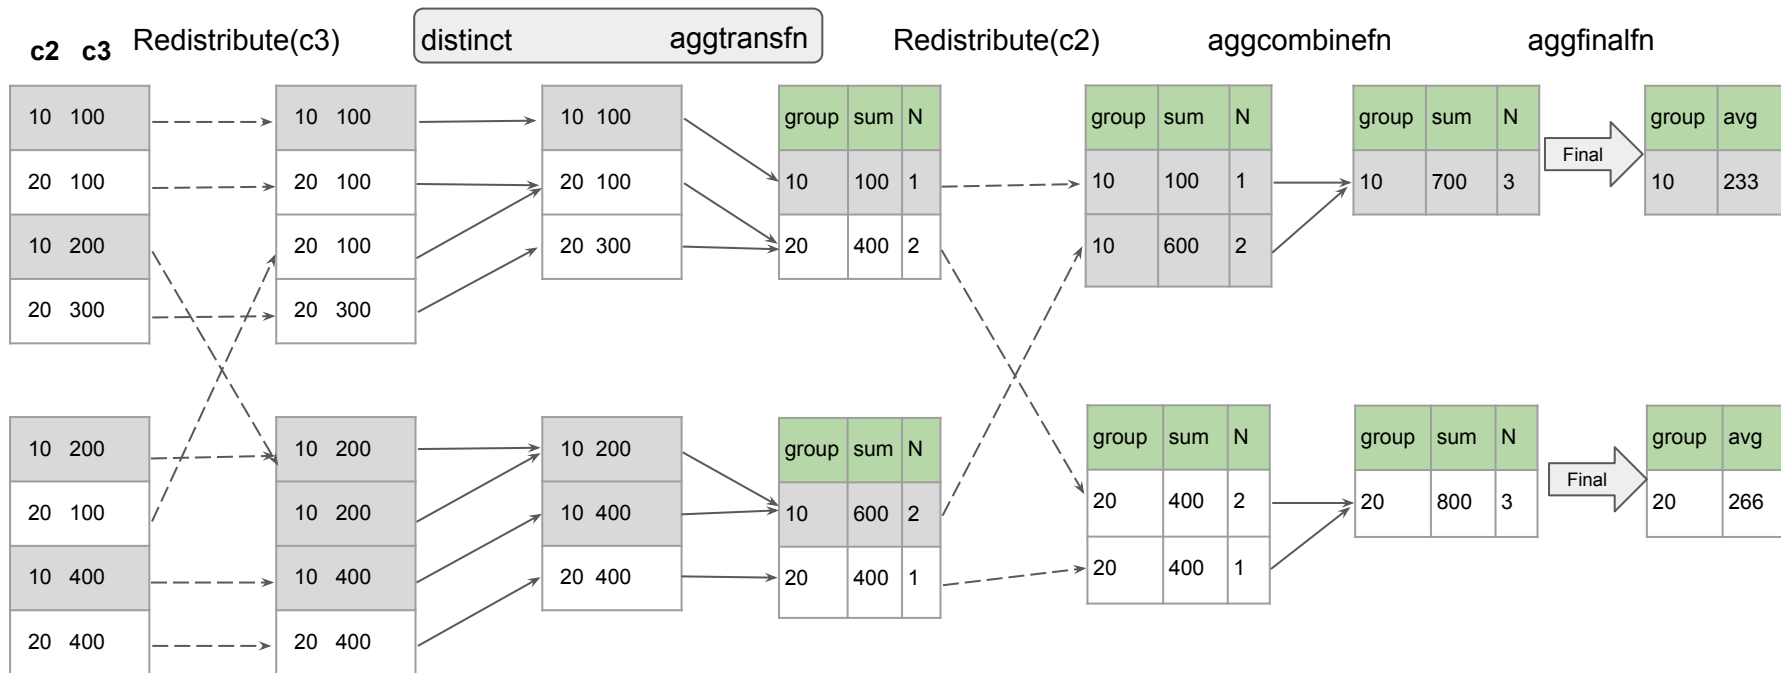 c2 c3 Redistribute(c3) distinct aggtransfn Redistribute(c2) aggcombinefn aggfinalfn
10 100
20 100
10 200
20 300
10 100
20 100
20 100
20 300
10 100
20 100
20 300
group sum N
10 100 1
20 400 2
group sum N
10 100 1
10 600 2
group sum N
10 700 3
Final
group avg
10 233
10 200
20 100
10 400
20 400
10 200
10 200
10 400
20 400
10 200
10 400
20 400
group sum N
10 600 2
20 400 1
group sum N
20 400 2
20 400 1
group sum N
20 800 3
Final
group avg
20 266